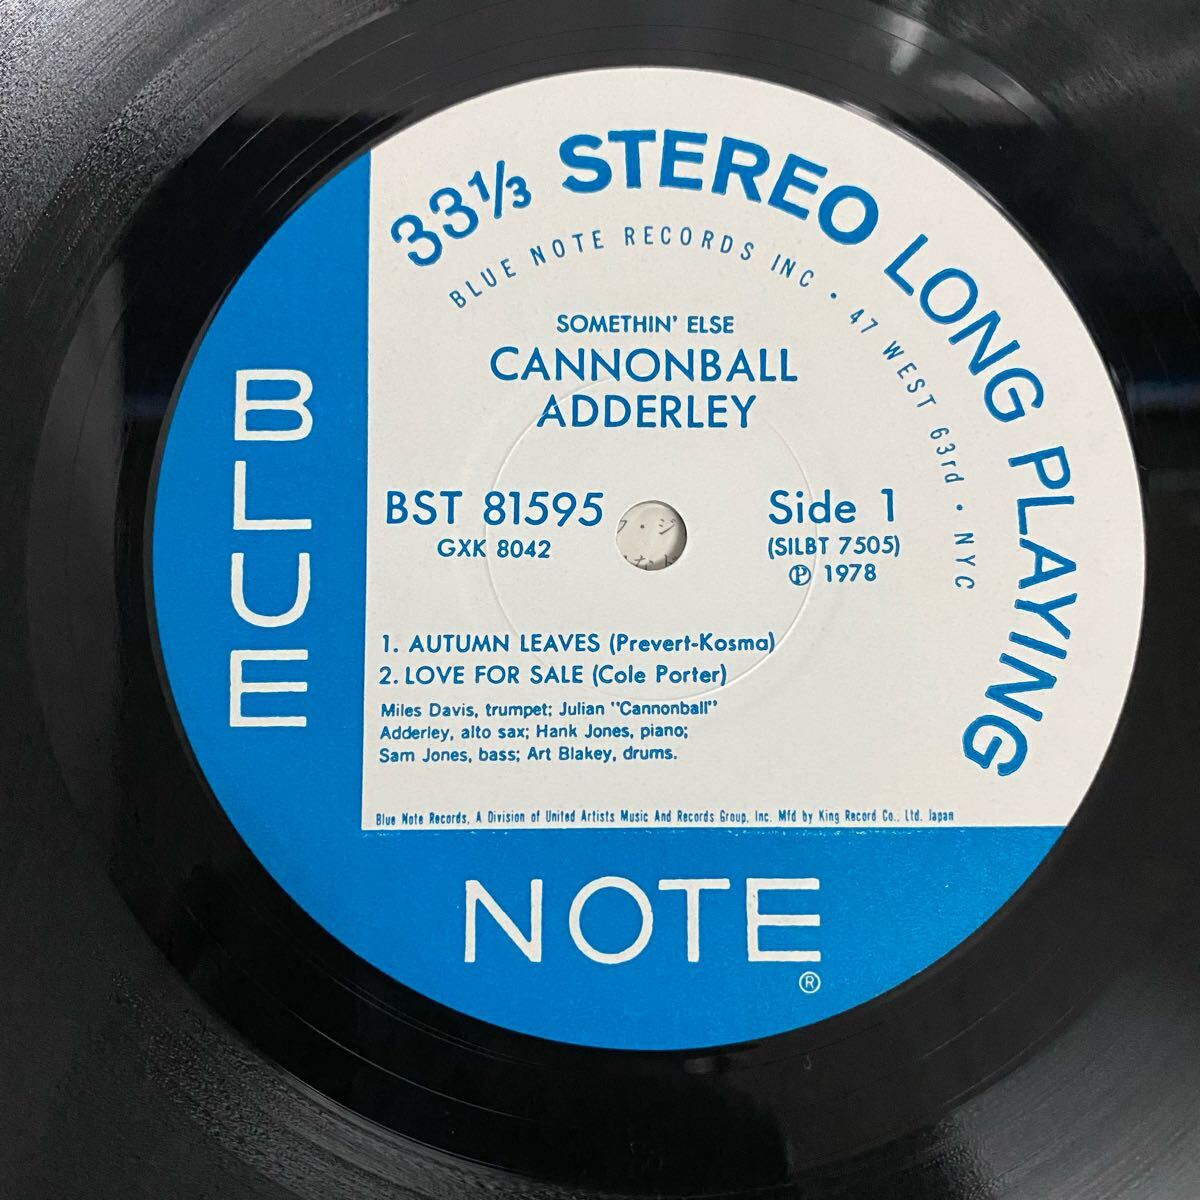 33⅓ STEREO LONG PLAYING
BLUE NOTE RECORDS INC · 47 WEST 63rd · NYC
SOMETHIN' ELSE
CANNONBALL
ADDERLEY
BST 81595
GXK 8042
Side 1
(SILBT 7505)
Ⓟ 1978
1. AUTUMN LEAVES (Prevert-Kosma)
2. LOVE FOR SALE (Cole Porter)
Miles Davis, trumpet; Julian "Cannonball"
Adderley, alto sax; Hank Jones, piano;
Sam Jones, bass; Art Blakey, drums.
Blue Note Records, A Division of United Artists Music And Records Group, Inc. Mfd by King Record Co., Ltd. Japan
BLUE
NOTE
®